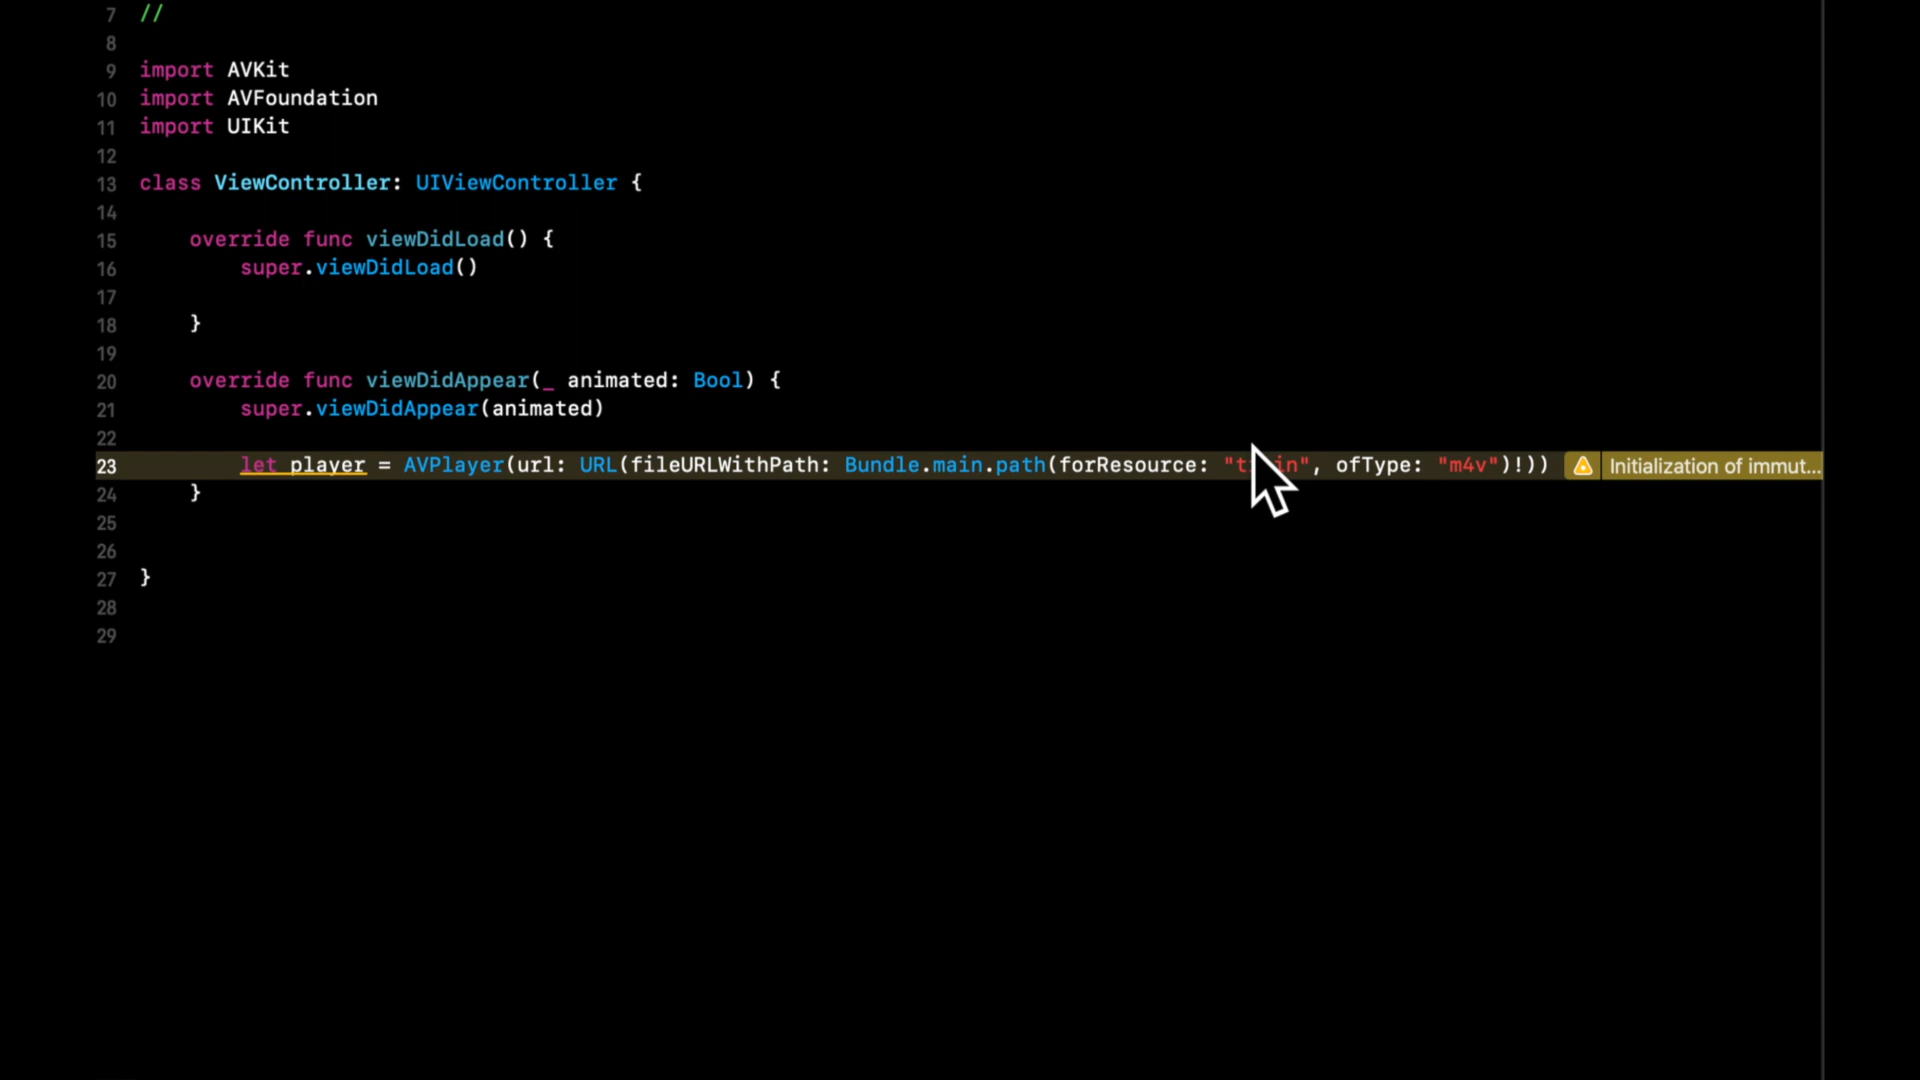 7 //
8
9 import AVKit
10 import AVFoundation
11 import UIKit
12
13 class ViewController: UIViewController {
14
15 override func viewDidLoad() {
16 super.viewDidLoad()
17
18 }
19
20 override func viewDidAppear(_ animated: Bool) {
21 super.viewDidAppear(animated)
22
23 let player = AVPlayer(url: URL(fileURLWithPath: Bundle.main.path(forResource: , ofType: "m4v")!)) Initialization of immut...
24 }
25
26
27 }
28
29